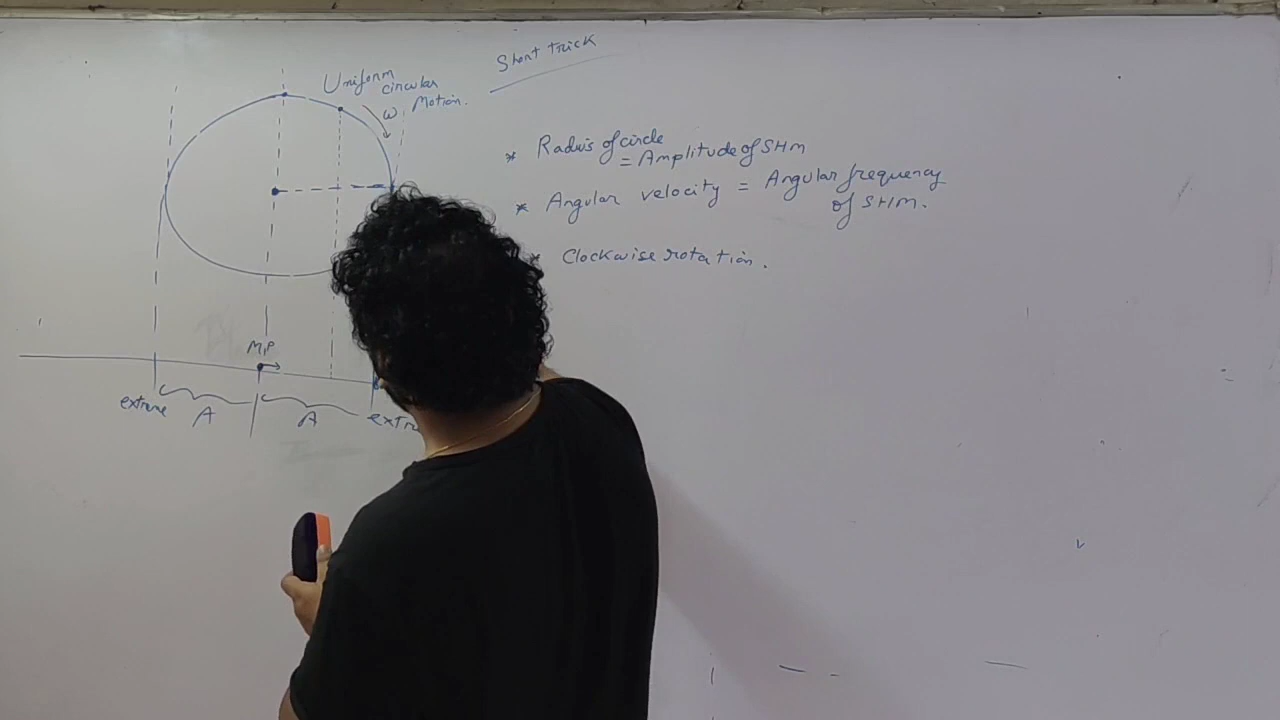 Short trick
Uniform
circular
Motion.
ω
* Radius of circle
= Amplitude of SHM
* Angular velocity = Angular frequency
of SHM.
* Clockwise rotation.
M.P
extreme
A
A